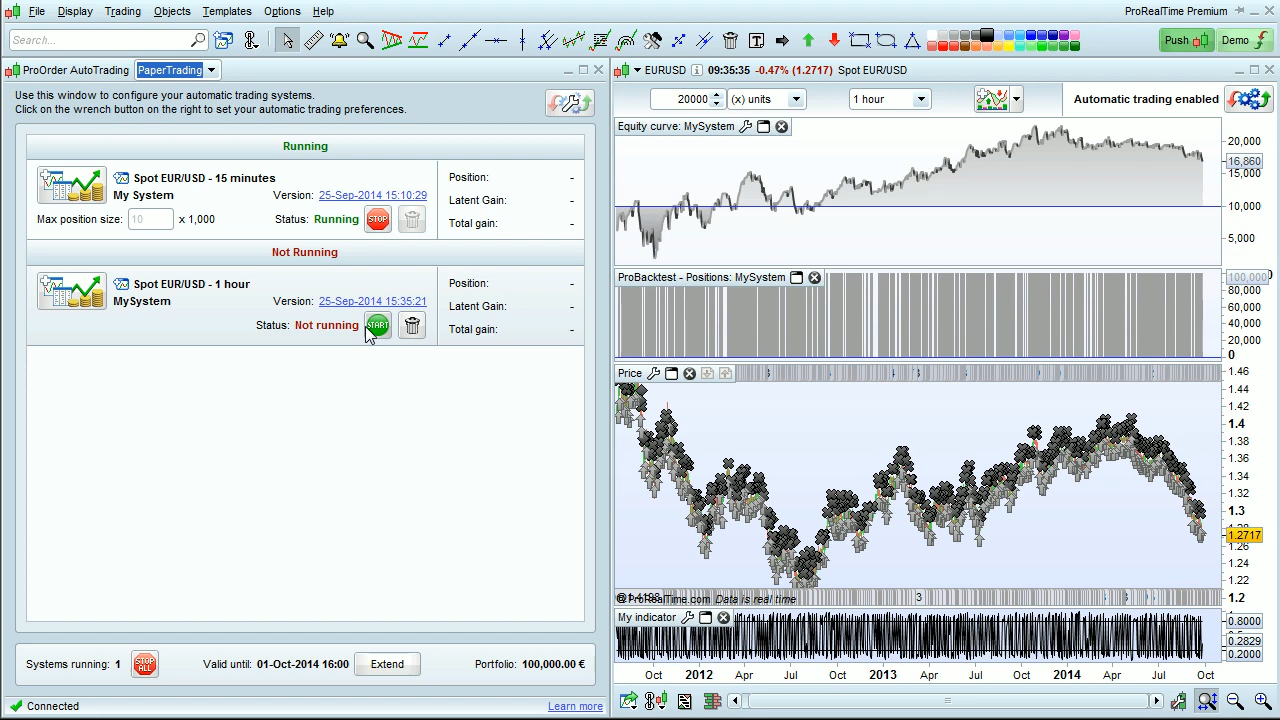 File Display Trading Objects Templates Options Help
ProRealTime Premium
Search...
Push Demo
ProOrder AutoTrading PaperTrading
Use this window to configure your automatic trading systems.
Click on the wrench button on the right to set your automatic trading preferences.
Running
Spot EUR/USD - 15 minutes
My System Version: 25-Sep-2014 15:10:29
Max position size: 10 x 1,000 Status: Running STOP
Position: -
Latent Gain: -
Total gain: -
Not Running
Spot EUR/USD - 1 hour
MySystem Version: 25-Sep-2014 15:35:21
Status: Not running START
Position: -
Latent Gain: -
Total gain: -
Systems running: 1 STOP ALL Valid until: 01-Oct-2014 16:00 Extend Portfolio: 100,000.00 €
Connected Learn more
EURUSD 09:35:35 -0.47% (1.2717) Spot EUR/USD
20000 (x) units 1 hour Automatic trading enabled
Equity curve: MySystem
20,000
16,860
15,000
10,000
5,000
ProBacktest - Positions: MySystem
100,000
80,000
60,000
40,000
20,000
0
Price
1.46
1.44
1.42
1.4
1.38
1.36
1.34
1.32
1.3
1.28
1.2717
1.26
1.24
1.22
1.2
ProRealTime.com Data is real time
3
My indicator
0.8000
0.2829
0.2000
Oct 2012 Apr Jul Oct 2013 Apr Jul Oct 2014 Apr Jul Oct